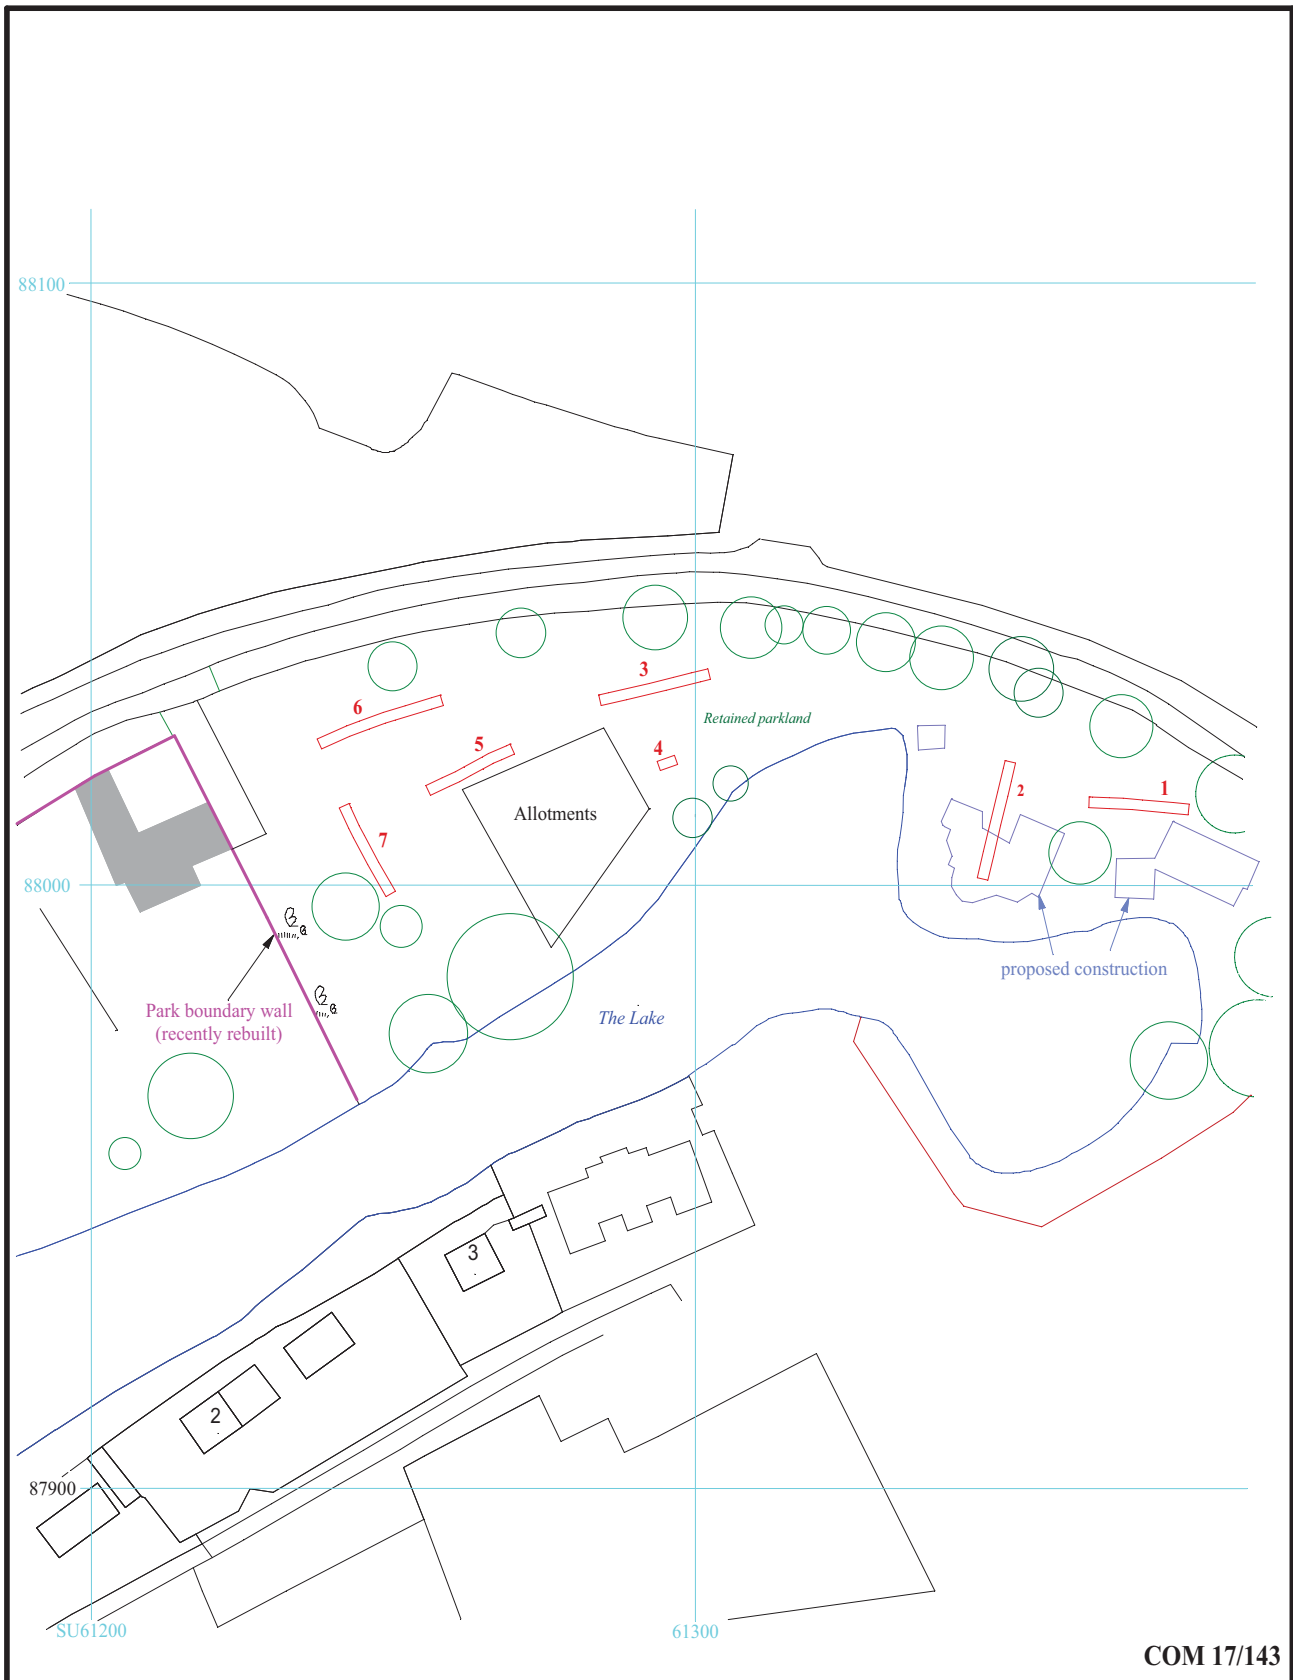 88100
3
6
Retained parkland
5
4
2
1
Allotments
7
88000
proposed construction
Park boundary wall
(recently rebuilt)
The Lake
3
2
87900
SU61200
61300
COM 17/143